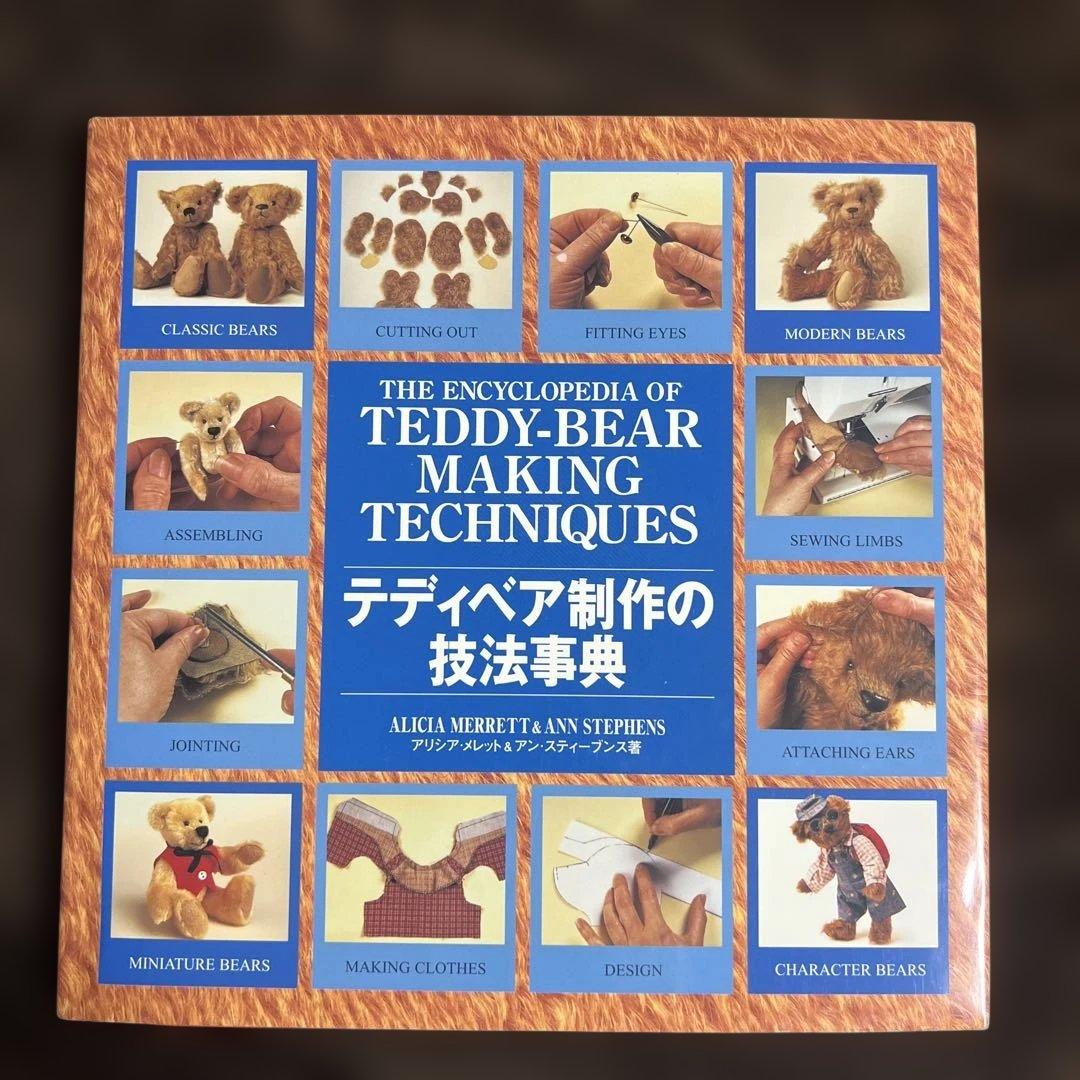 CLASSIC BEARS
CUTTING OUT
FITTING EYES
MODERN BEARS
THE ENCYCLOPEDIA OF
TEDDY-BEAR
MAKING
TECHNIQUES
テディベア制作の
技法事典
ALICIA MERRETT & ANN STEPHENS
アリシア・メレット & アン・スティーブンス著
ASSEMBLING
SEWING LIMBS
JOINTING
ATTACHING EARS
MINIATURE BEARS
MAKING CLOTHES
DESIGN
CHARACTER BEARS